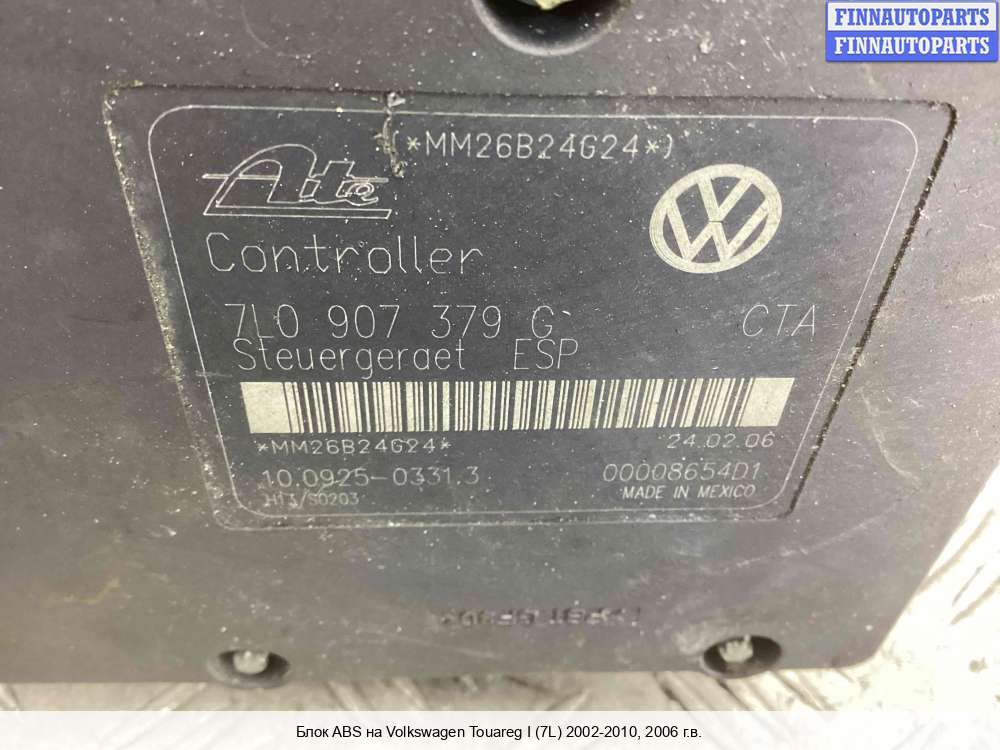 FINNAUTOPARTS
FINNAUTOPARTS
(*MM26B24G24*)
Ate
Controller
7L0 907 379 G CTA
Steuergeraet ESP
*MM26B24G24* 24.02.06
10.0925-0331.3 00008654D1
H13/S0203 MADE IN MEXICO
Блок ABS на Volkswagen Touareg I (7L) 2002-2010, 2006 г.в.